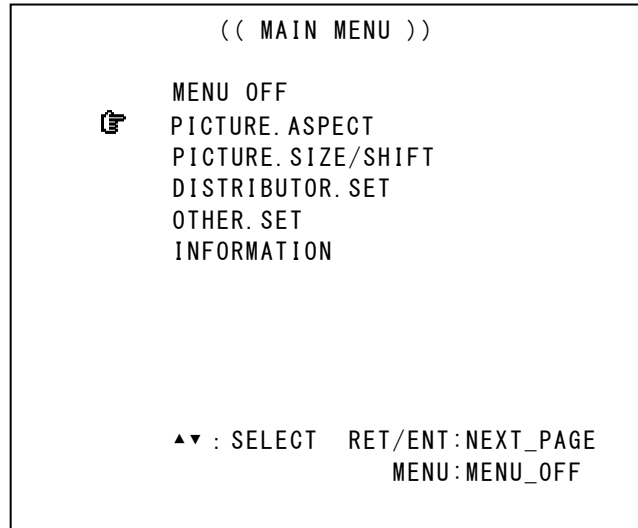 (( MAIN MENU ))
MENU OFF
PICTURE.ASPECT
PICTURE.SIZE/SHIFT
DISTRIBUTOR.SET
OTHER.SET
INFORMATION
▲▼:SELECT RET/ENT:NEXT_PAGE
MENU:MENU_OFF